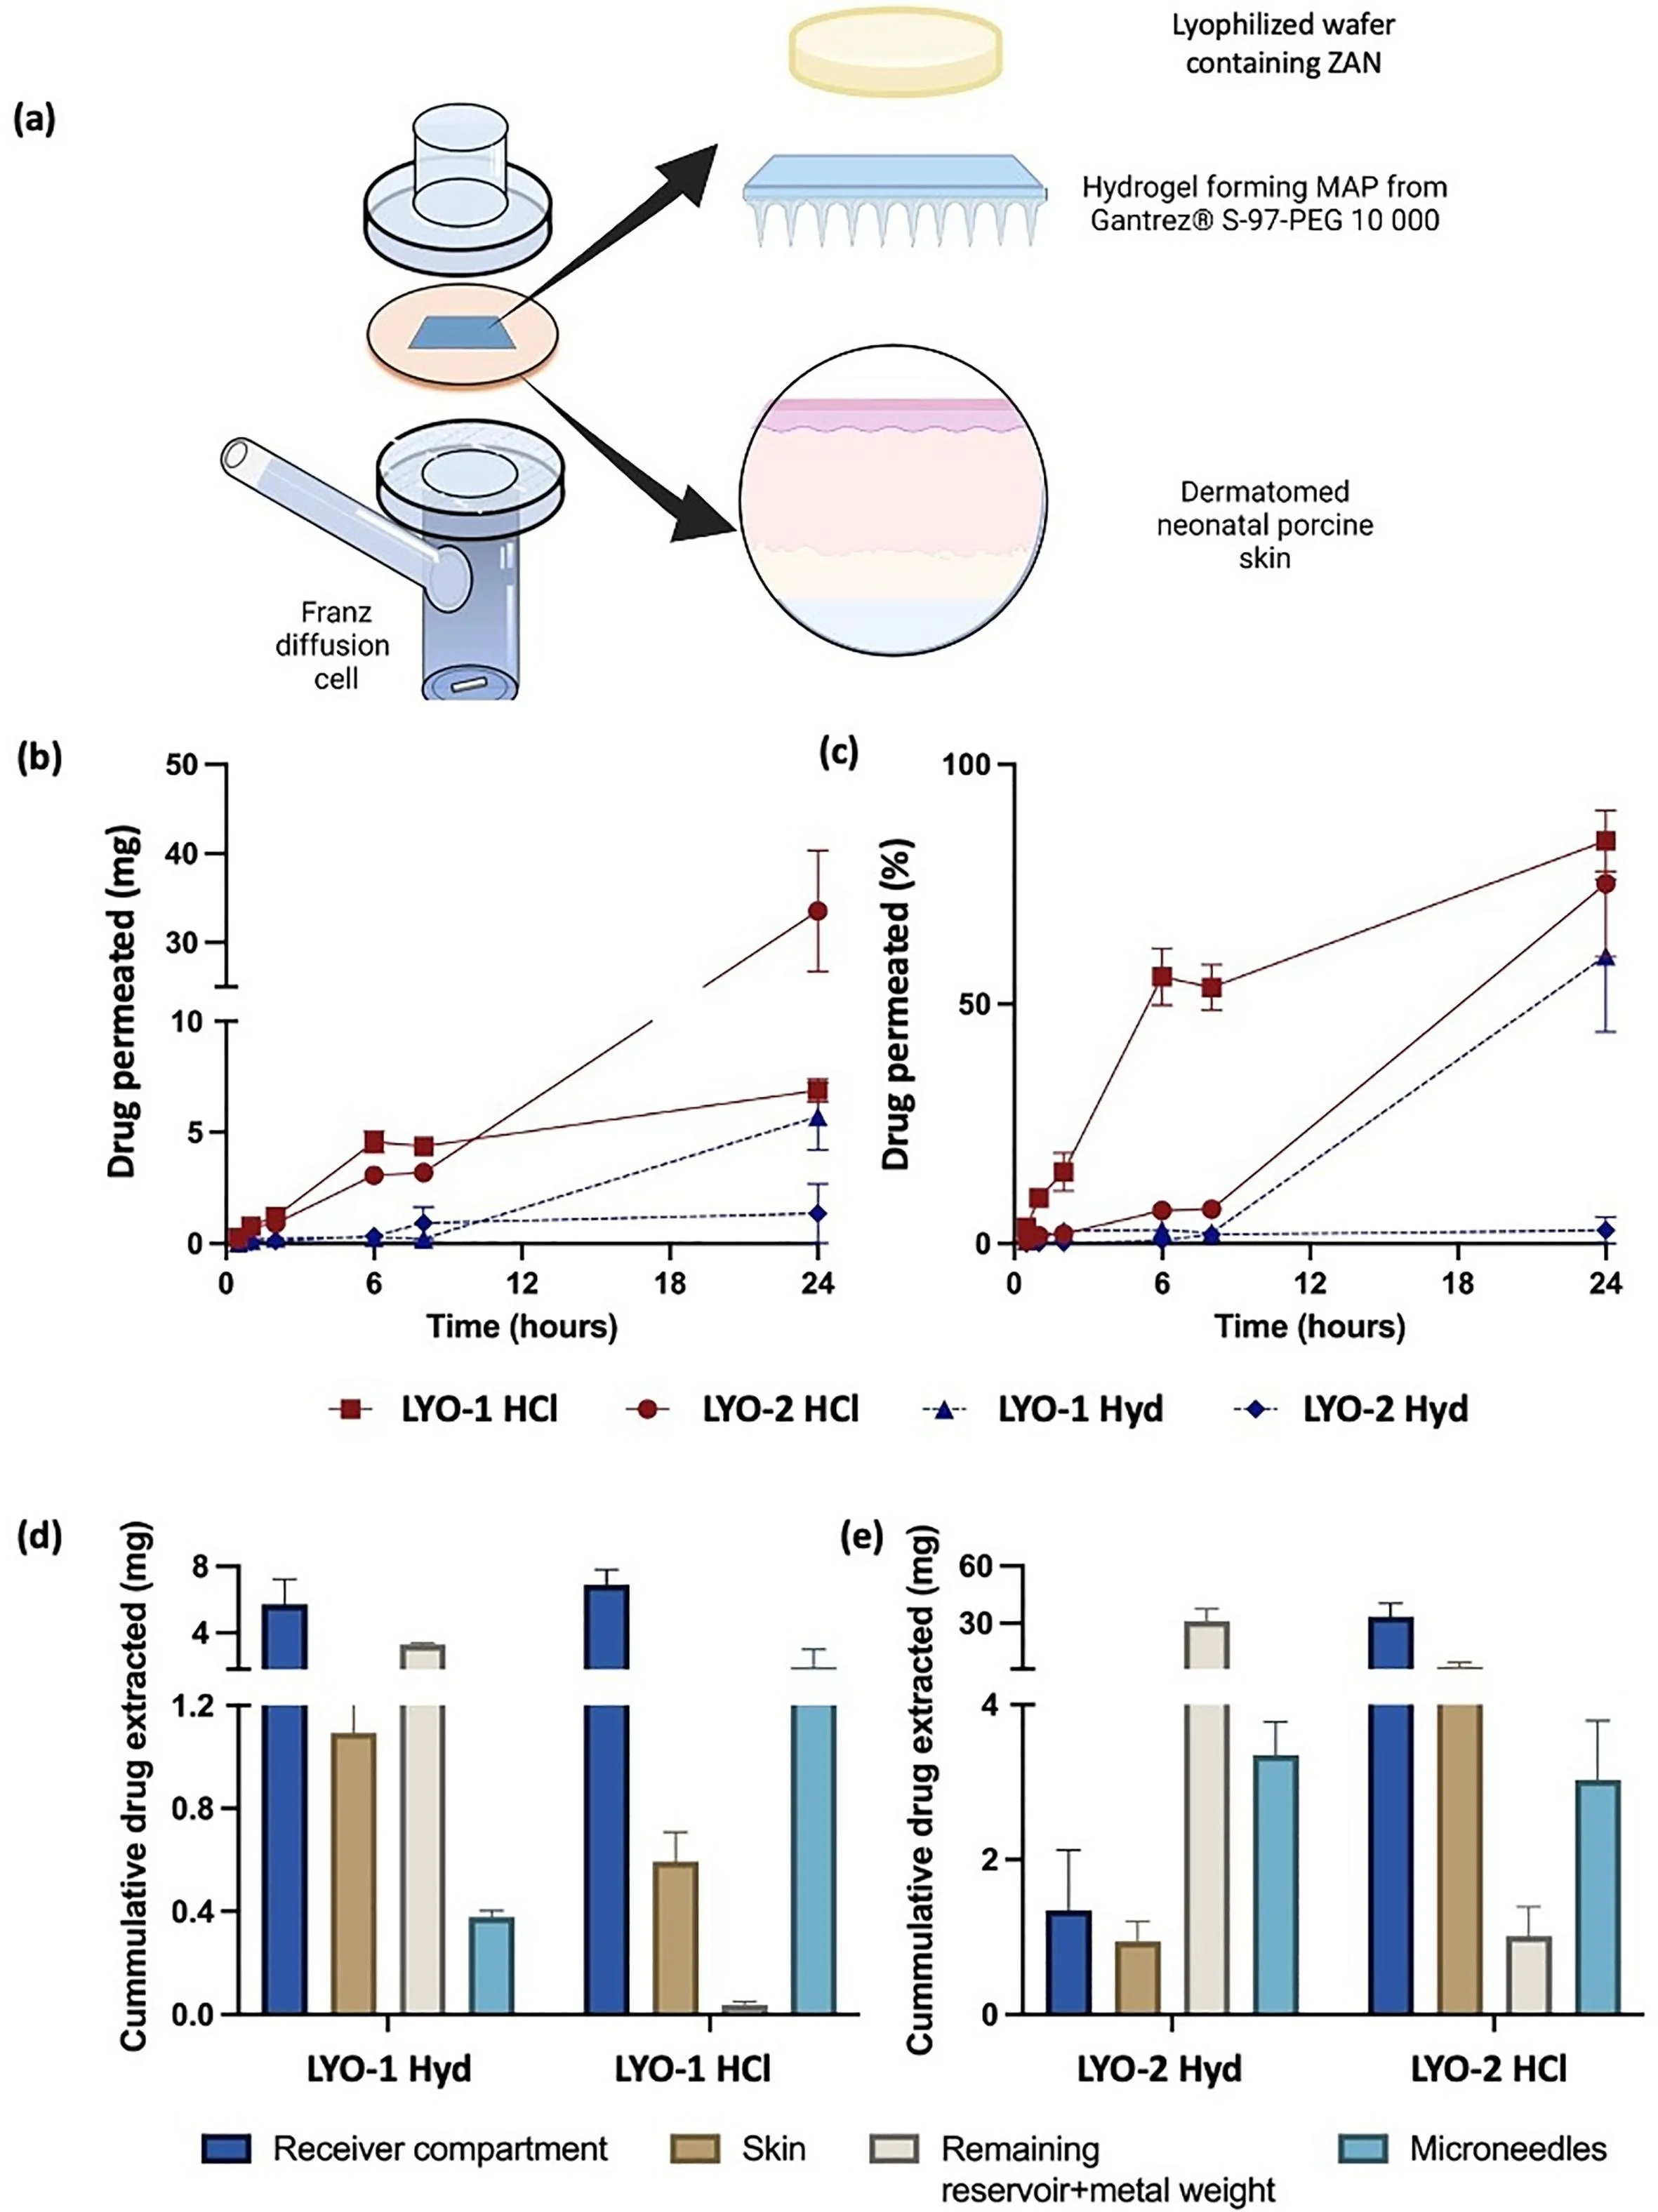 (a)
Lyophilized wafer
containing ZAN
Hydrogel forming MAP from
Gantrez® S-97-PEG 10 000
Dermatomed
neonatal porcine
skin
Franz
diffusion
cell
(b)
Drug permeated (mg)
50
40
30
10
5
0
0 6 12 18 24
Time (hours)
(c)
Drug permeated (%)
100
50
0
0 6 12 18 24
Time (hours)
LYO-1 HCl LYO-2 HCl LYO-1 Hyd LYO-2 Hyd
(d)
Cummulative drug extracted (mg)
8
4
1.2
0.8
0.4
0.0
LYO-1 Hyd LYO-1 HCl
(e)
Cummulative drug extracted (mg)
60
30
4
2
0
LYO-2 Hyd LYO-2 HCl
Receiver compartment Skin Remaining Microneedles
reservoir+metal weight